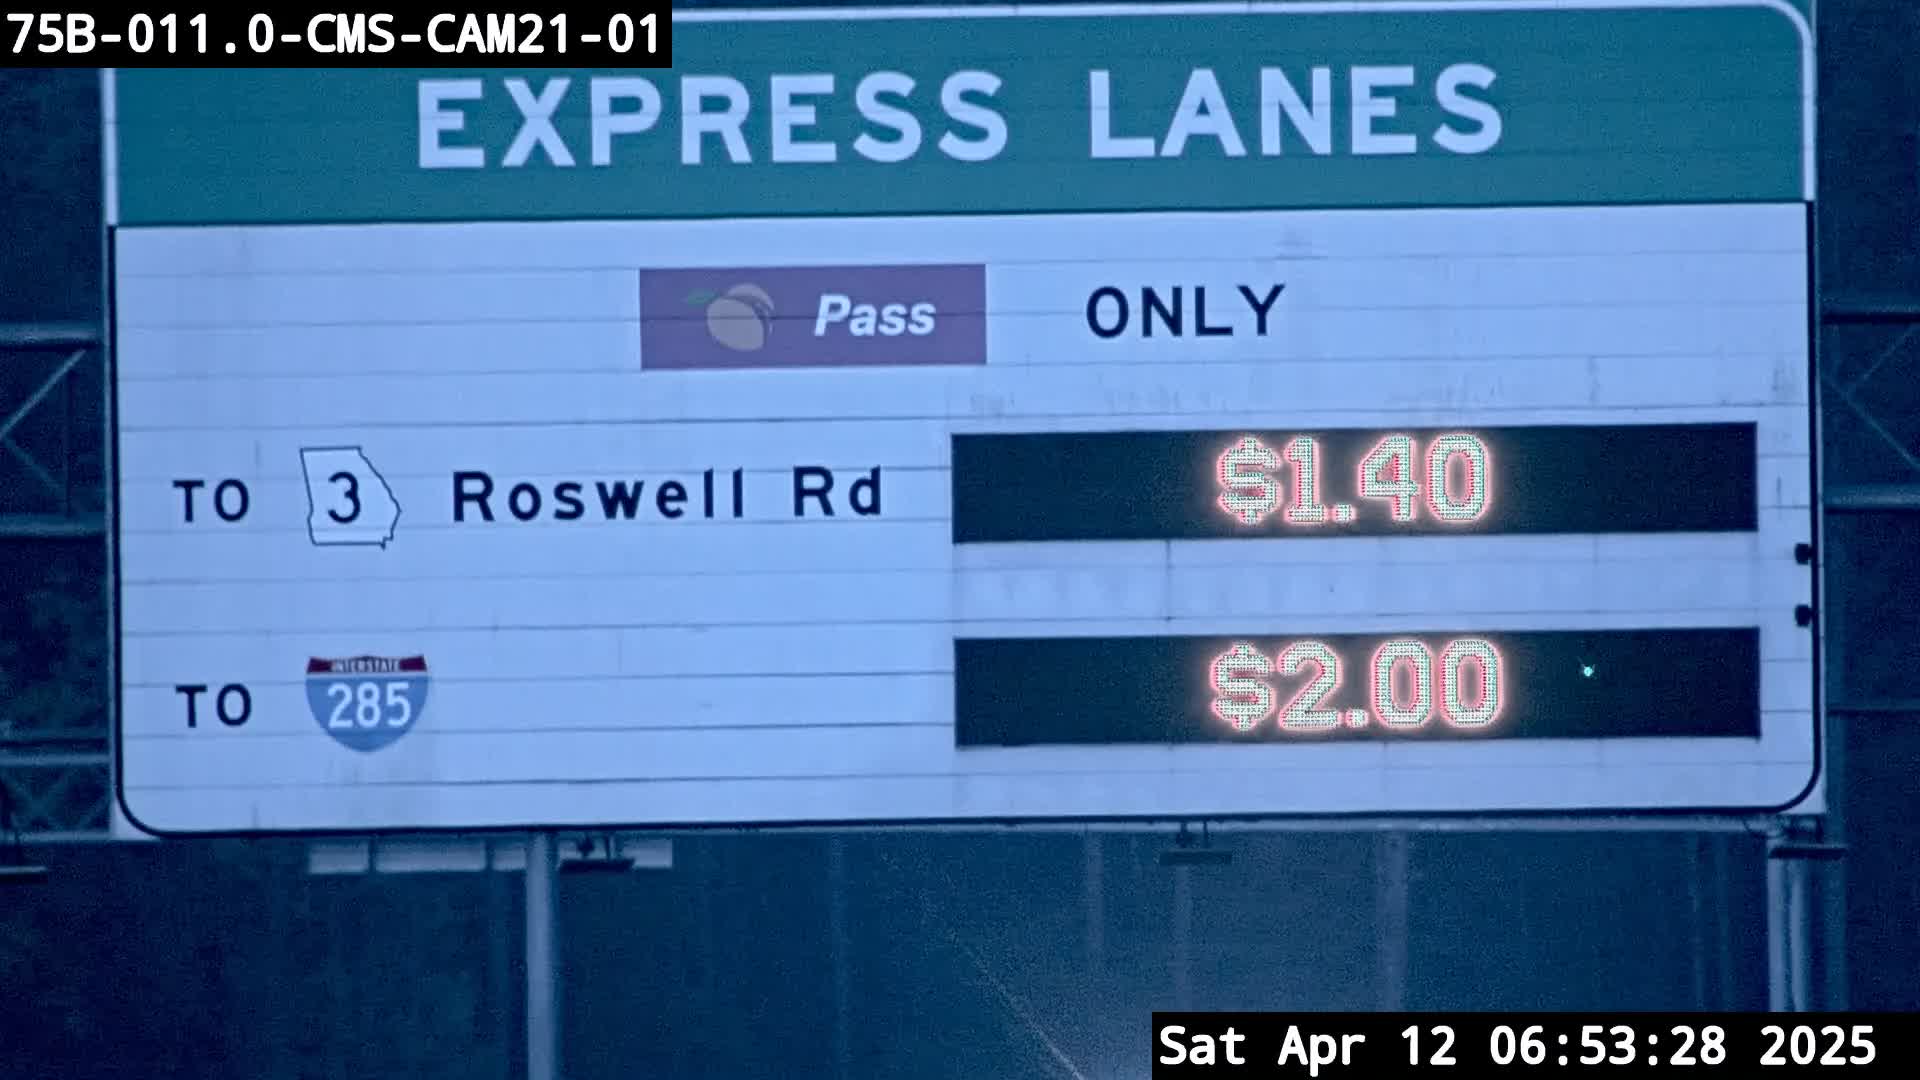 75B-011.0-CMS-CAM21-01
EXPRESS LANES
Pass ONLY
TO 3 Roswell Rd $1.40
TO INTERSTATE 285 $2.00
Sat Apr 12 06:53:28 2025